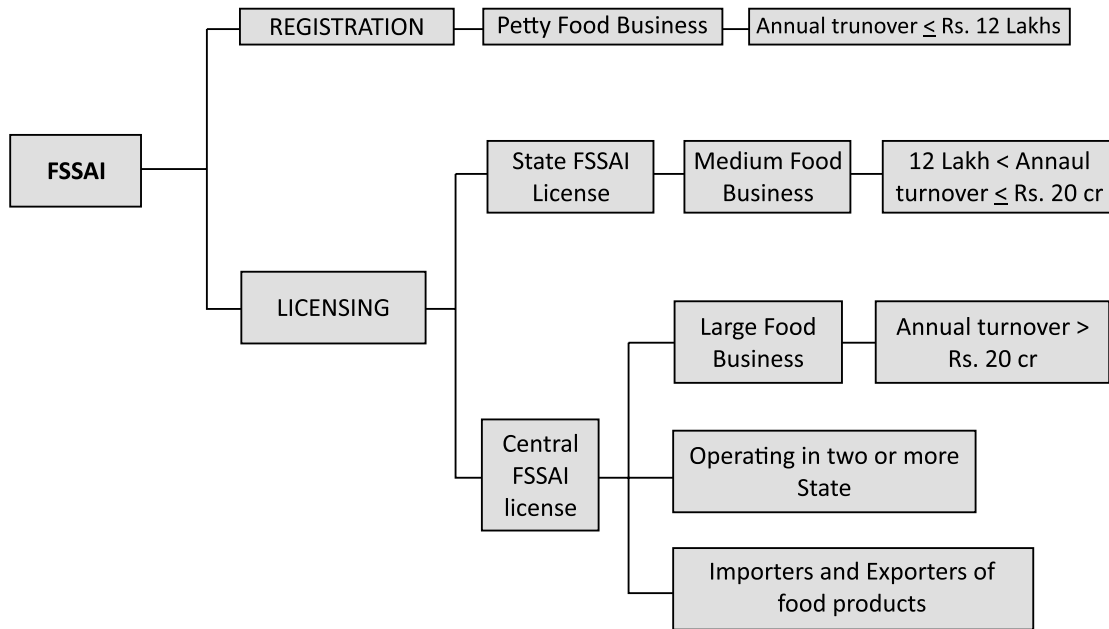 REGISTRATION
Petty Food Business
Annual trunover ≤ Rs. 12 Lakhs
FSSAI
State FSSAI
License
Medium Food
Business
12 Lakh < Annaul
turnover ≤ Rs. 20 cr
LICENSING
Large Food
Business
Annual turnover >
Rs. 20 cr
Central
FSSAI
license
Operating in two or more
State
Importers and Exporters of
food products